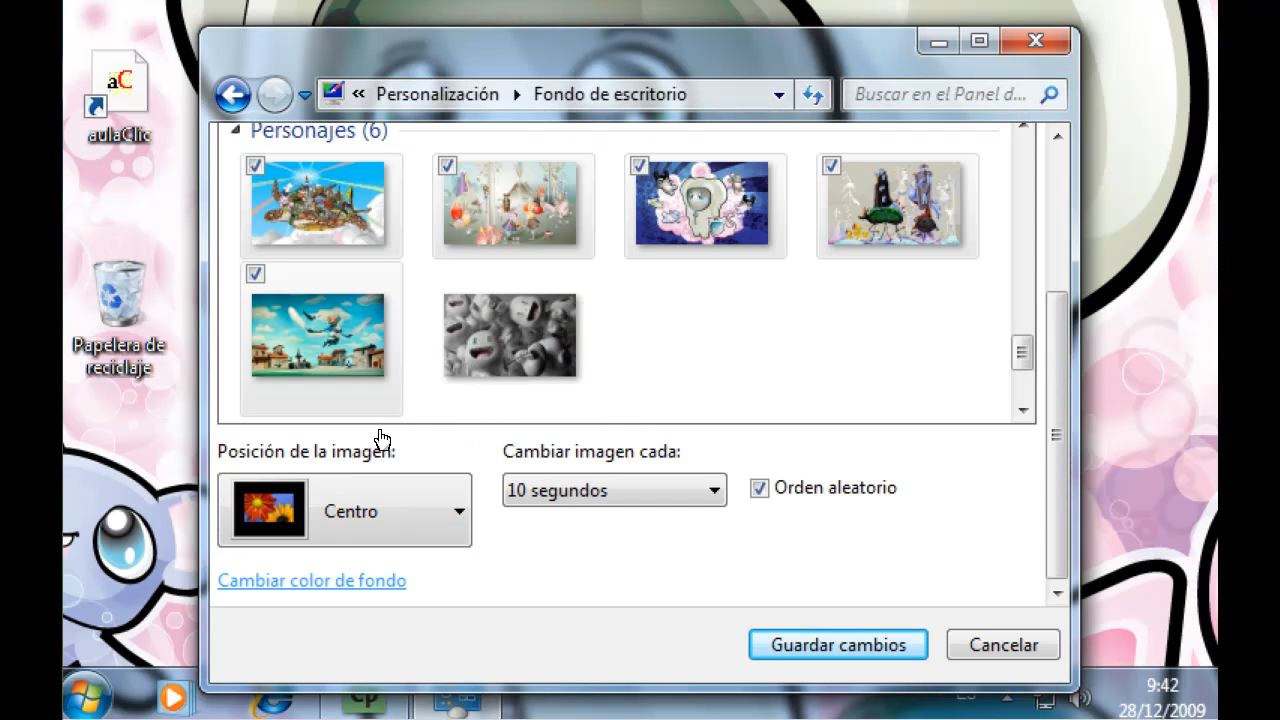 aC
aulaClic
Papelera de
reciclaje
« Personalización Fondo de escritorio
Buscar en el Panel d...
Personajes (6)
Posición de la imagen:
Cambiar imagen cada:
Centro
10 segundos
Orden aleatorio
Cambiar color de fondo
Guardar cambios
Cancelar
ES
9:42
28/12/2009